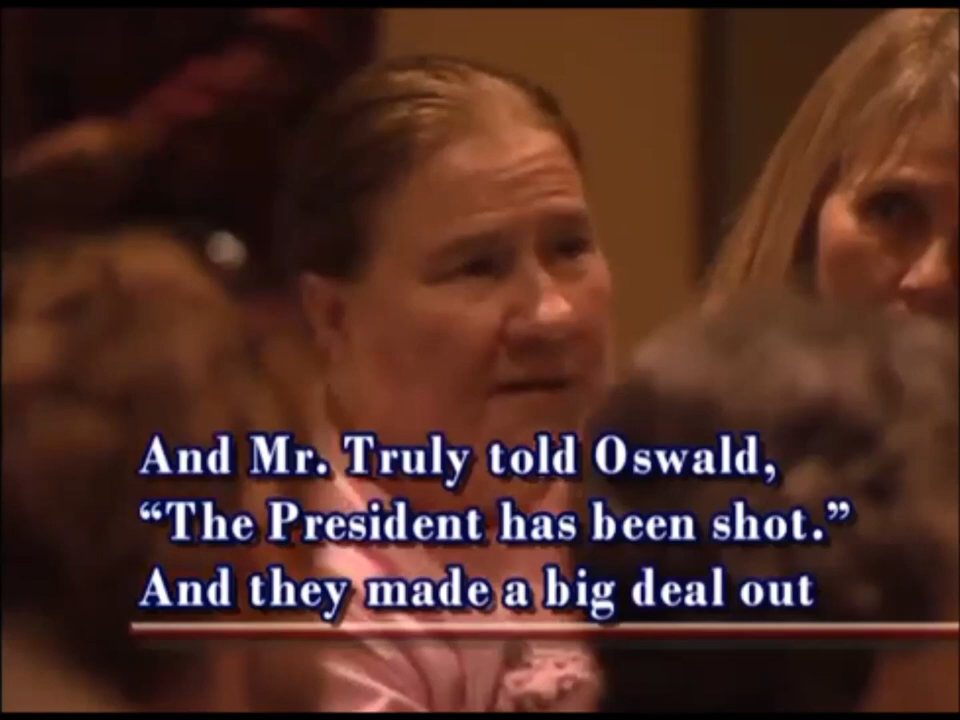 And Mr. Truly told Oswald,
“The President has been shot.”
And they made a big deal out